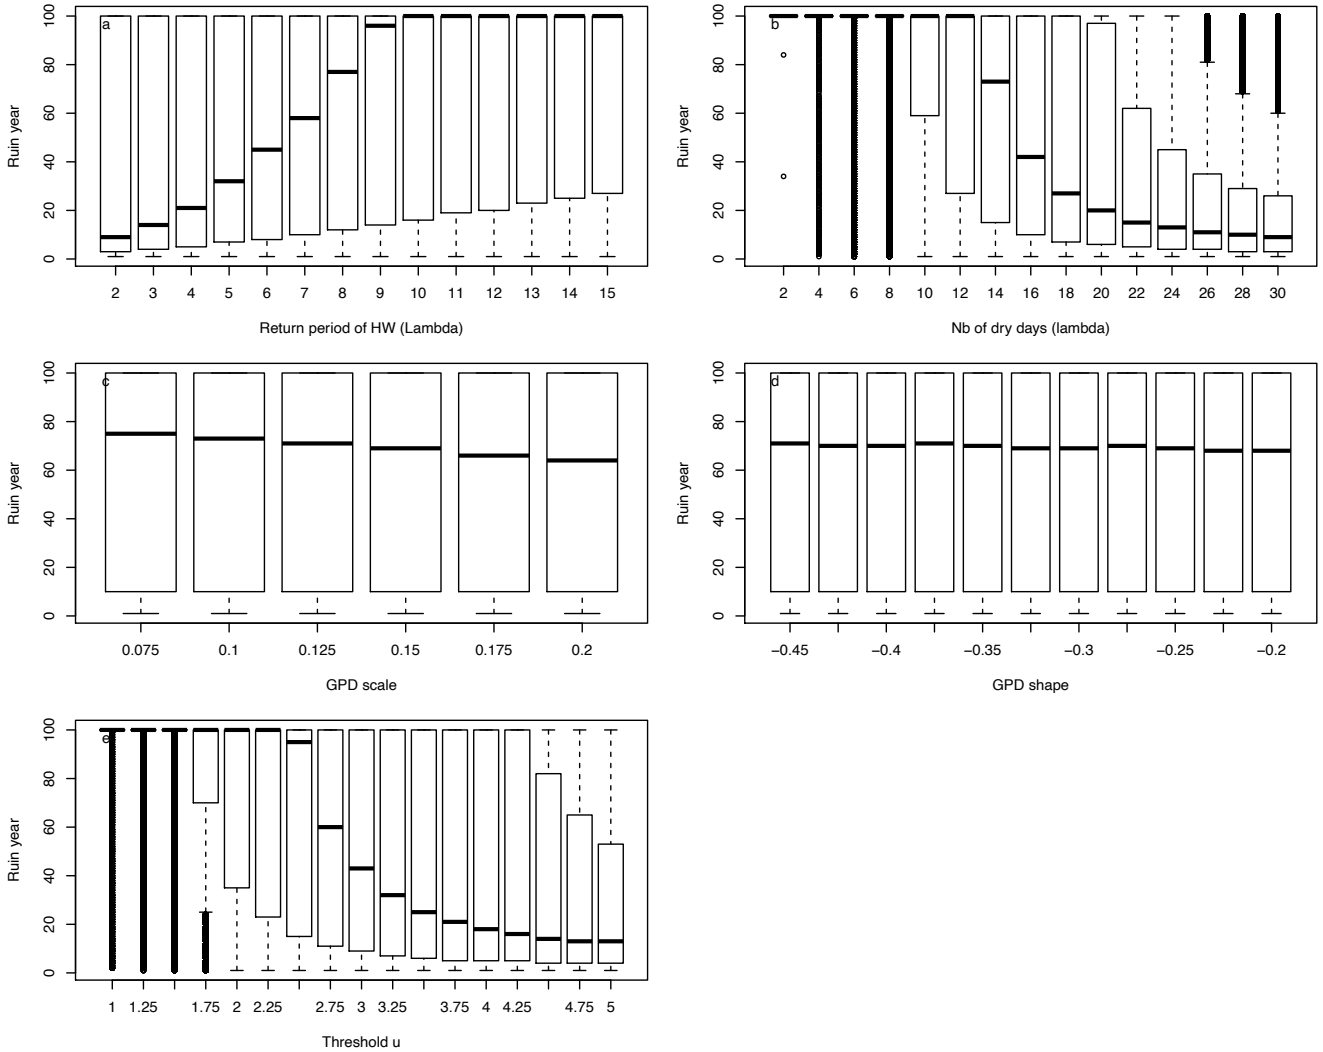 a
Ruin year
0 20 40 60 80 100
2 3 4 5 6 7 8 9 10 11 12 13 14 15
Return period of HW (Lambda)
b
Ruin year
0 20 40 60 80 100
2 4 6 8 10 12 14 16 18 20 22 24 26 28 30
Nb of dry days (lambda)
c
Ruin year
0 20 40 60 80 100
0.075 0.1 0.125 0.15 0.175 0.2
GPD scale
d
Ruin year
0 20 40 60 80 100
−0.45 −0.4 −0.35 −0.3 −0.25 −0.2
GPD shape
e
Ruin year
0 20 40 60 80 100
1 1.25 1.75 2 2.25 2.75 3 3.25 3.75 4 4.25 4.75 5
Threshold u